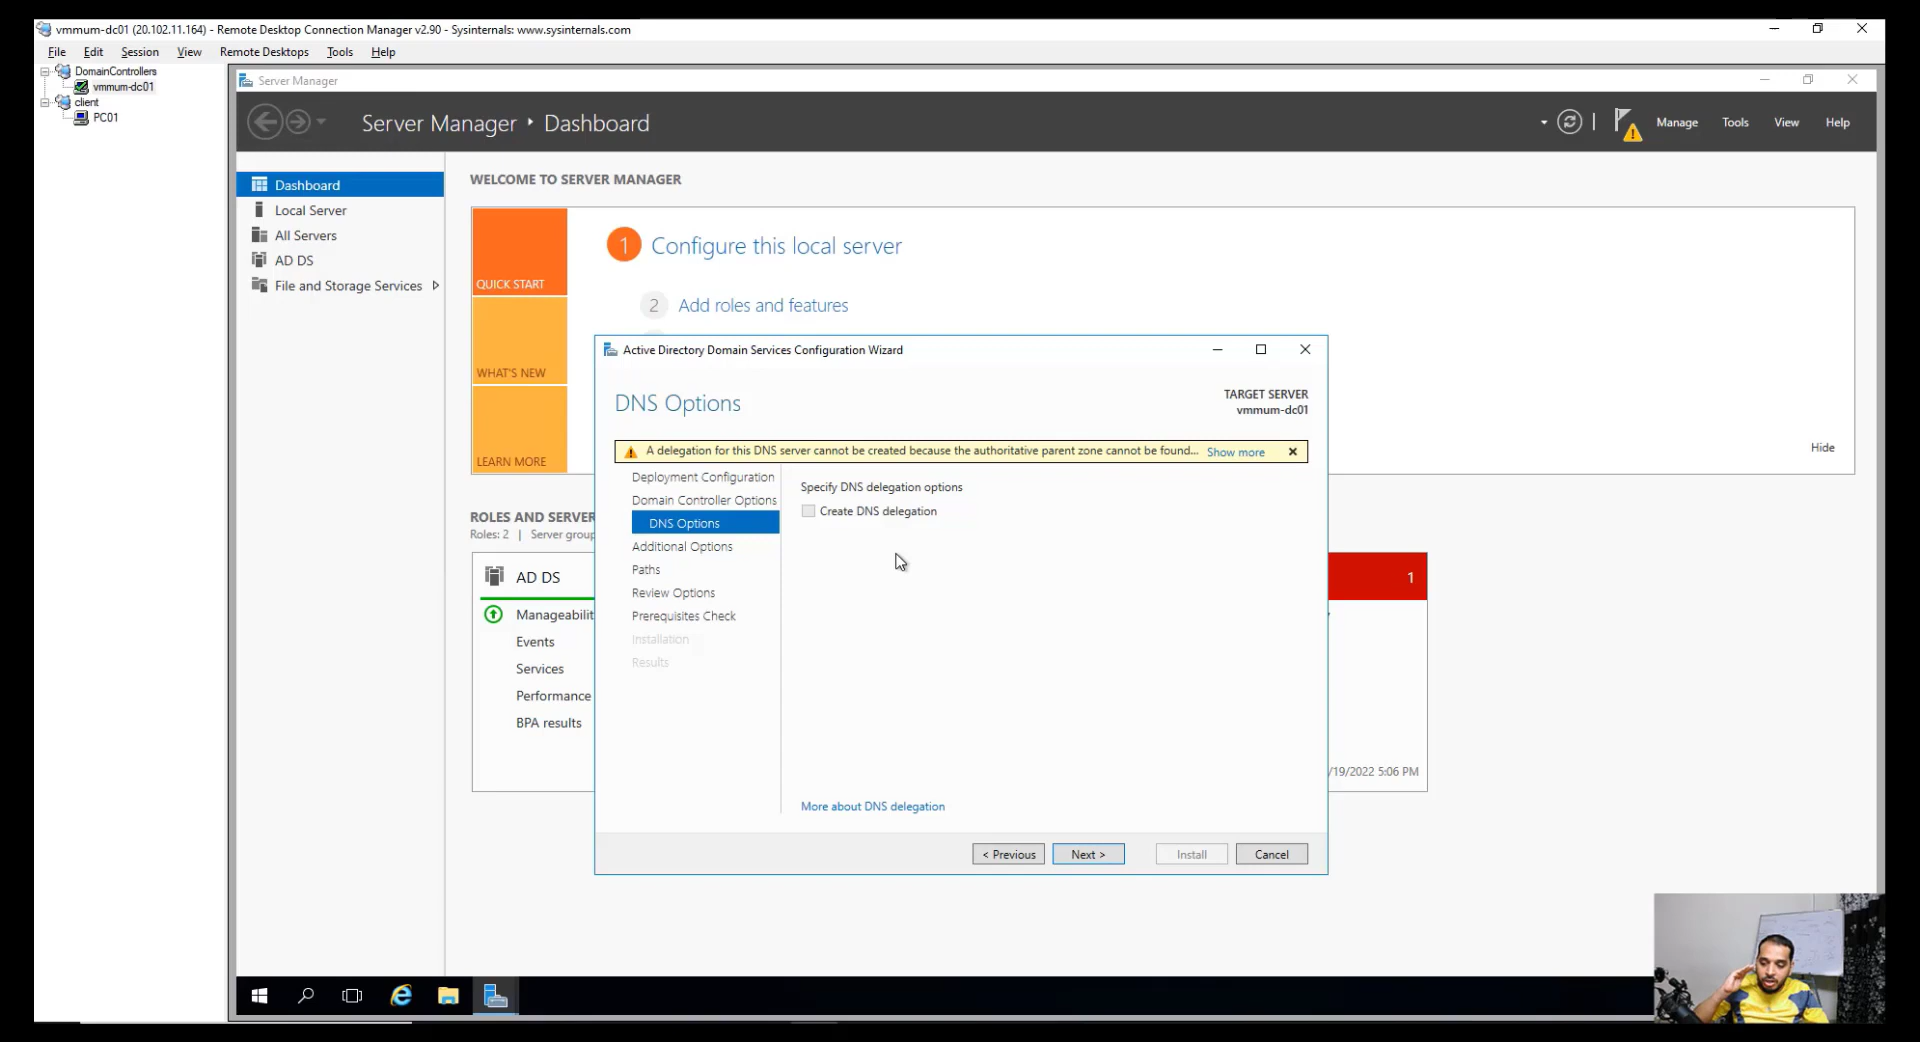 vmmum-dc01 (20.102.11.164) - Remote Desktop Connection Manager v2.90 - Sysinternals: www.sysinternals.com
File Edit Session View Remote Desktops Tools Help
DomainControllers
vmmum-dc01
client
PC01
Server Manager
Server Manager ‣ Dashboard
Manage Tools View Help
Dashboard
Local Server
All Servers
AD DS
File and Storage Services
WELCOME TO SERVER MANAGER
QUICK START
WHAT'S NEW
LEARN MORE
1 Configure this local server
2 Add roles and features
Hide
ROLES AND SERVER
Roles: 2 | Server group
AD DS
Manageabilit
Events
Services
Performance
BPA results
1
/19/2022 5:06 PM
Active Directory Domain Services Configuration Wizard
DNS Options
TARGET SERVER
vmmum-dc01
A delegation for this DNS server cannot be created because the authoritative parent zone cannot be found... Show more
Deployment Configuration
Domain Controller Options
DNS Options
Additional Options
Paths
Review Options
Prerequisites Check
Installation
Results
Specify DNS delegation options
Create DNS delegation
More about DNS delegation
< Previous Next > Install Cancel